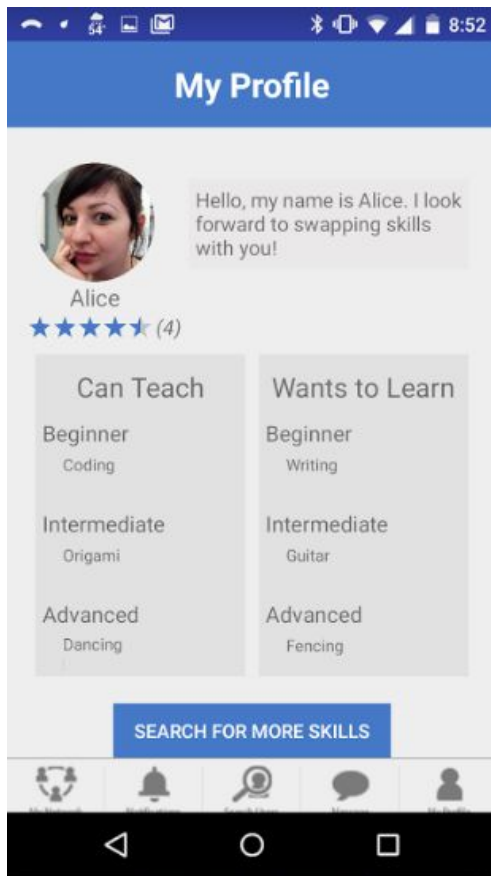 54°
8:52
My Profile
Hello, my name is Alice. I look
forward to swapping skills
with you!
Alice
(4)
Can Teach
Wants to Learn
Beginner
Coding
Beginner
Writing
Intermediate
Origami
Intermediate
Guitar
Advanced
Dancing
Advanced
Fencing
SEARCH FOR MORE SKILLS